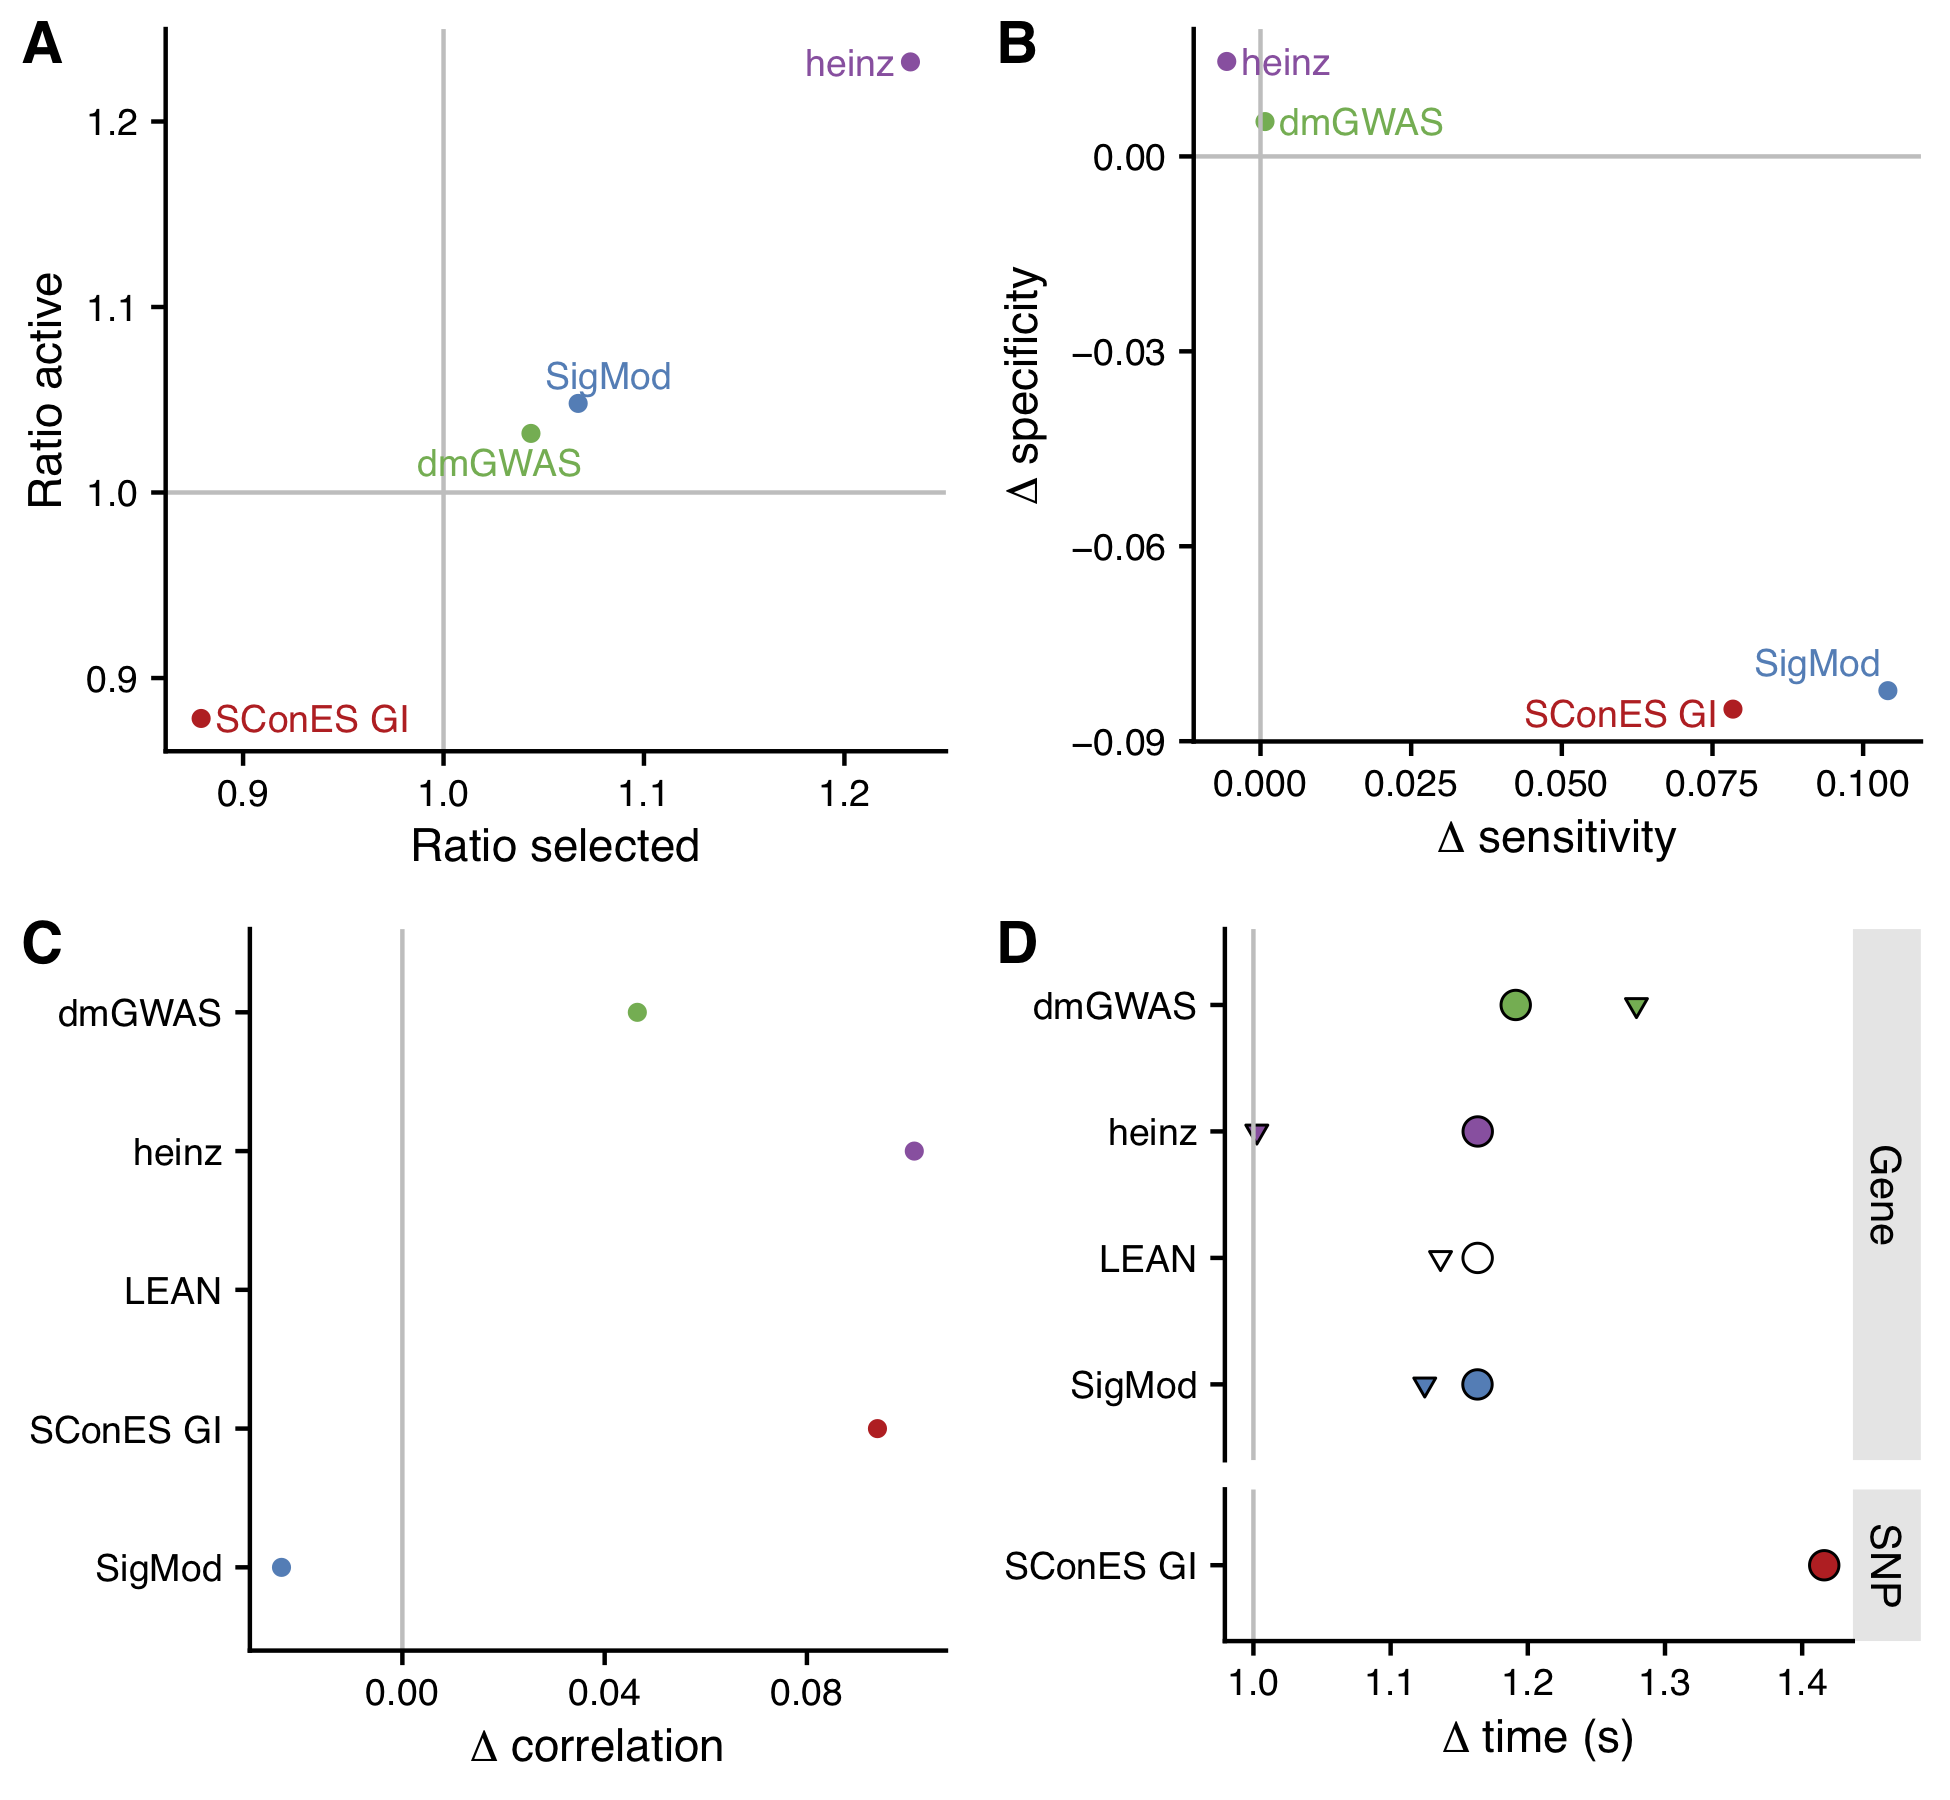 A
heinz
1.2
1.1
SigMod
dmGWAS
1.0
0.9
SConES GI
Ratio active
0.9 1.0 1.1 1.2
Ratio selected
B
heinz
dmGWAS
0.00
−0.03
−0.06
SigMod
SConES GI
−0.09
Δ specificity
0.000 0.025 0.050 0.075 0.100
Δ sensitivity
C
dmGWAS
heinz
LEAN
SConES GI
SigMod
0.00 0.04 0.08
Δ correlation
D
dmGWAS
heinz
LEAN
SigMod
Gene
SConES GI
SNP
1.0 1.1 1.2 1.3 1.4
Δ time (s)